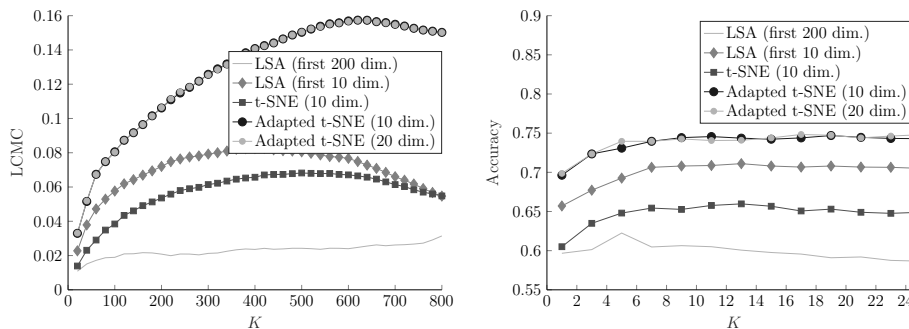 0.16
0.14
0.12
0.10
0.08
0.06
0.04
0.02
0
LCMC
LSA (first 200 dim.)
LSA (first 10 dim.)
t-SNE (10 dim.)
Adapted t-SNE (10 dim.)
Adapted t-SNE (20 dim.)
0 100 200 300 400 500 600 700 800
K
0.9
0.85
0.8
0.75
0.7
0.65
0.6
0.55
Accuracy
LSA (first 200 dim.)
LSA (first 10 dim.)
t-SNE (10 dim.)
Adapted t-SNE (10 dim.)
Adapted t-SNE (20 dim.)
0 2 4 6 8 10 12 14 16 18 20 22 24
K